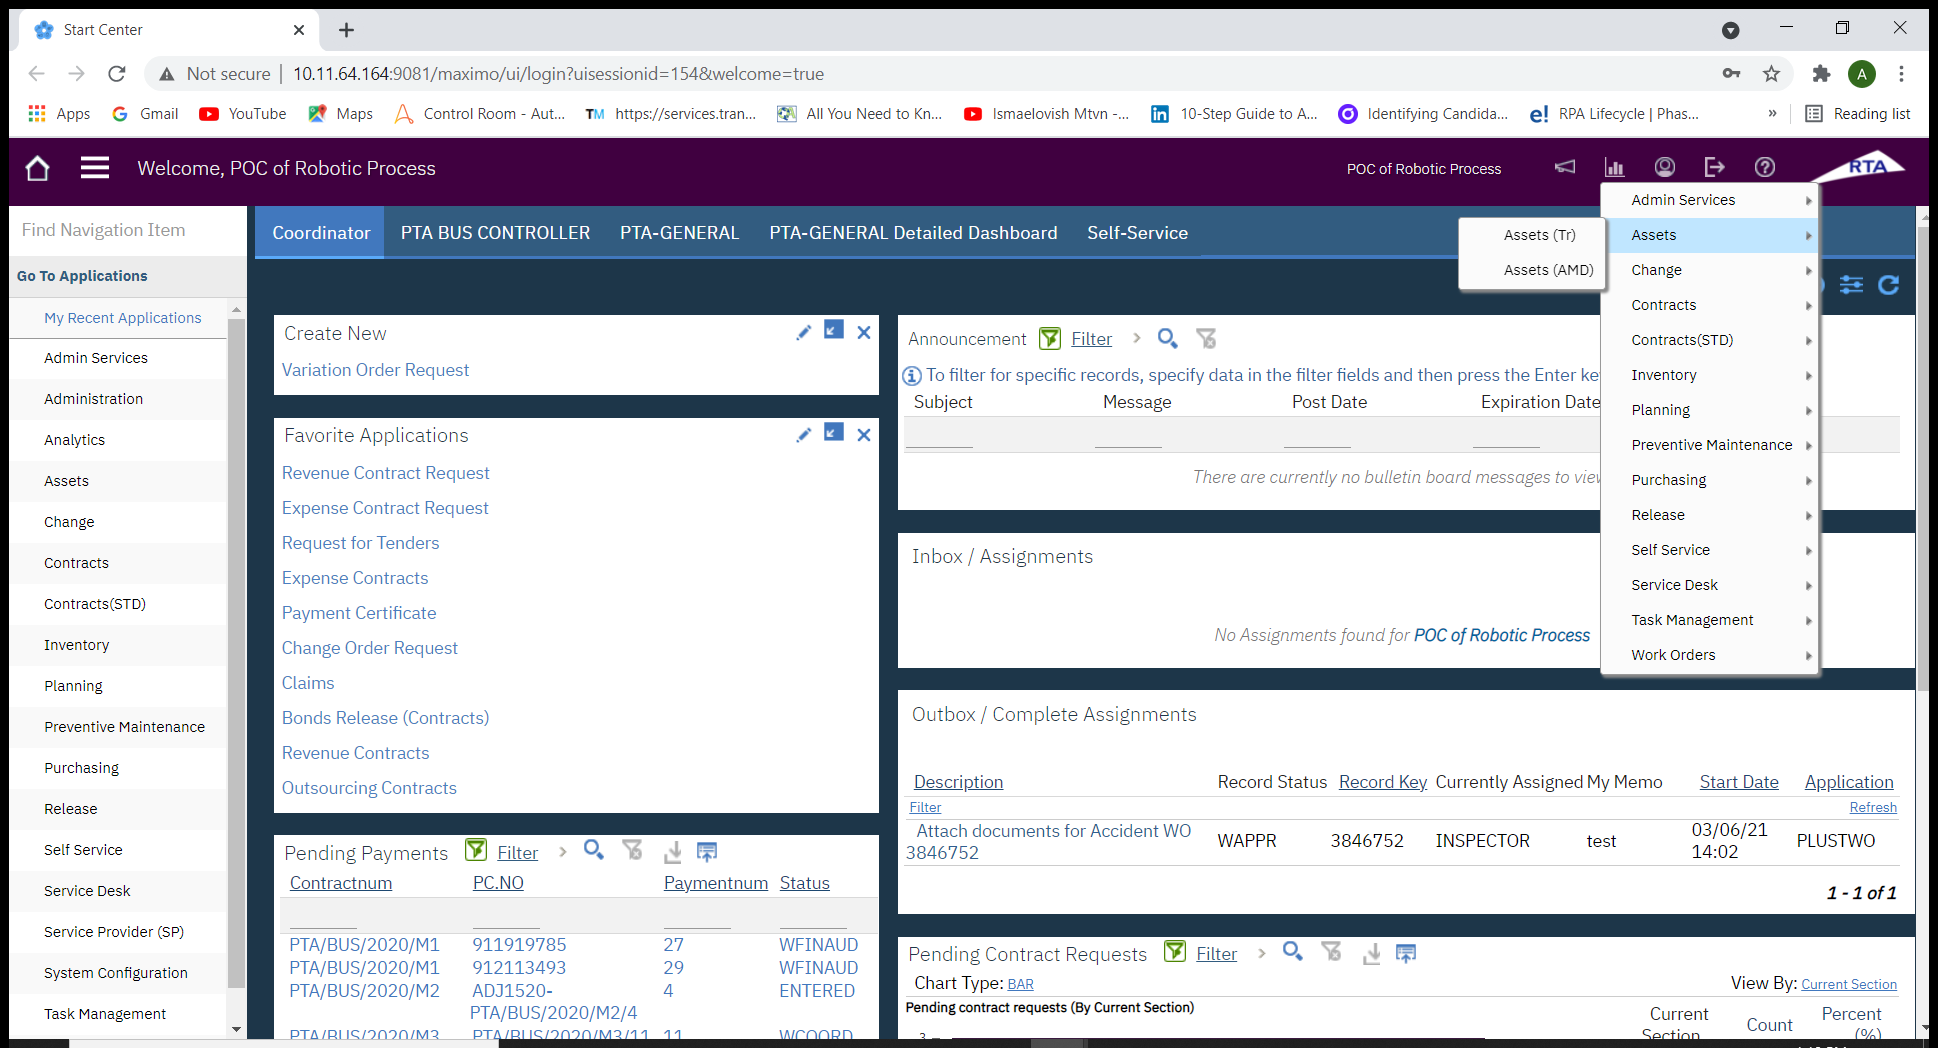 Start Center
Not secure | 10.11.64.164:9081/maximo/ui/login?uisessionid=154&welcome=true
A
Apps
Gmail
YouTube
Maps
Control Room - Aut...
TM https://services.tran...
All You Need to Kn...
Ismaelovish Mtvn -...
in 10-Step Guide to A...
Identifying Candida...
e! RPA Lifecycle | Phas...
»
Reading list
Welcome, POC of Robotic Process
POC of Robotic Process
RTA
Find Navigation Item
Go To Applications
My Recent Applications
Admin Services
Administration
Analytics
Assets
Change
Contracts
Contracts(STD)
Inventory
Planning
Preventive Maintenance
Purchasing
Release
Self Service
Service Desk
Service Provider (SP)
System Configuration
Task Management
Coordinator
PTA BUS CONTROLLER
PTA-GENERAL
PTA-GENERAL Detailed Dashboard
Self-Service
Assets (Tr)
Assets (AMD)
Admin Services
Assets
Change
Contracts
Contracts(STD)
Inventory
Planning
Preventive Maintenance
Purchasing
Release
Self Service
Service Desk
Task Management
Work Orders
Create New
Variation Order Request
Favorite Applications
Revenue Contract Request
Expense Contract Request
Request for Tenders
Expense Contracts
Payment Certificate
Change Order Request
Claims
Bonds Release (Contracts)
Revenue Contracts
Outsourcing Contracts
Pending Payments Filter
Contractnum PC.NO Paymentnum Status
PTA/BUS/2020/M1 911919785 27 WFINAUD
PTA/BUS/2020/M1 912113493 29 WFINAUD
PTA/BUS/2020/M2 ADJ1520- 4 ENTERED
PTA/BUS/2020/M2/4
PTA/BUS/2020/M3 PTA/BUS/2020/M3/11 11 WCOORD
Announcement Filter
To filter for specific records, specify data in the filter fields and then press the Enter ke
Subject Message Post Date Expiration Date
There are currently no bulletin board messages to view
Inbox / Assignments
No Assignments found for POC of Robotic Process
Outbox / Complete Assignments
Description Record Status Record Key Currently Assigned My Memo Start Date Application
Filter Refresh
Attach documents for Accident WO 3846752 WAPPR 3846752 INSPECTOR test 03/06/21 14:02 PLUSTWO
1 - 1 of 1
Pending Contract Requests Filter
Chart Type: BAR View By: Current Section
Pending contract requests (By Current Section)
3
Current Section Count Percent (%)